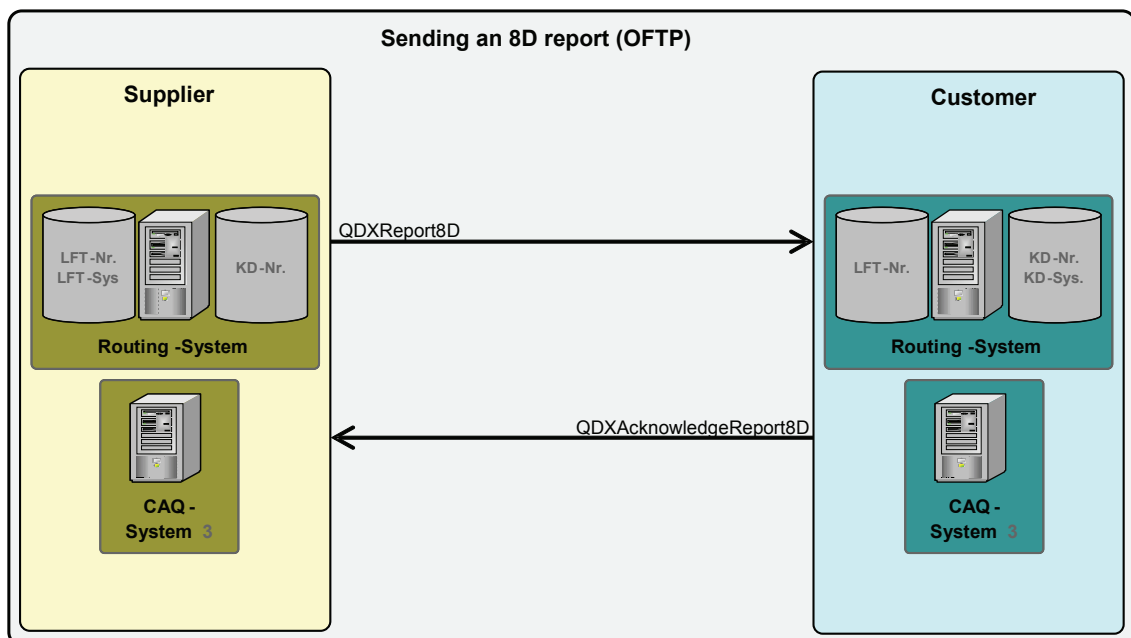 Sending an 8D report (OFTP)
Supplier
Customer
LFT-Nr.
LFT-Sys
KD-Nr.
Routing -System
QDXReport8D
LFT-Nr.
KD-Nr.
KD-Sys.
Routing -System
CAQ -
System 3
QDXAcknowledgeReport8D
CAQ -
System 3